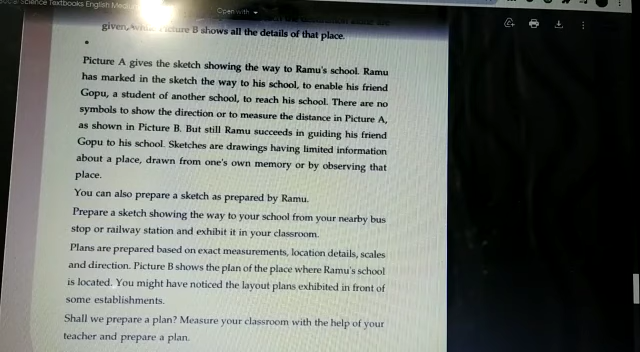 Science Textbooks English Medium
Open with
given, while Picture B shows all the details of that place.
Picture A gives the sketch showing the way to Ramu's school. Ramu
has marked in the sketch the way to his school, to enable his friend
Gopu, a student of another school, to reach his school. There are no
symbols to show the direction or to measure the distance in Picture A,
as shown in Picture B. But still Ramu succeeds in guiding his friend
Gopu to his school. Sketches are drawings having limited information
about a place, drawn from one's own memory or by observing that
place.
You can also prepare a sketch as prepared by Ramu.
Prepare a sketch showing the way to your school from your nearby bus
stop or railway station and exhibit it in your classroom.
Plans are prepared based on exact measurements, location details, scales
and direction. Picture B shows the plan of the place where Ramu's school
is located. You might have noticed the layout plans exhibited in front of
some establishments.
Shall we prepare a plan? Measure your classroom with the help of your
teacher and prepare a plan.